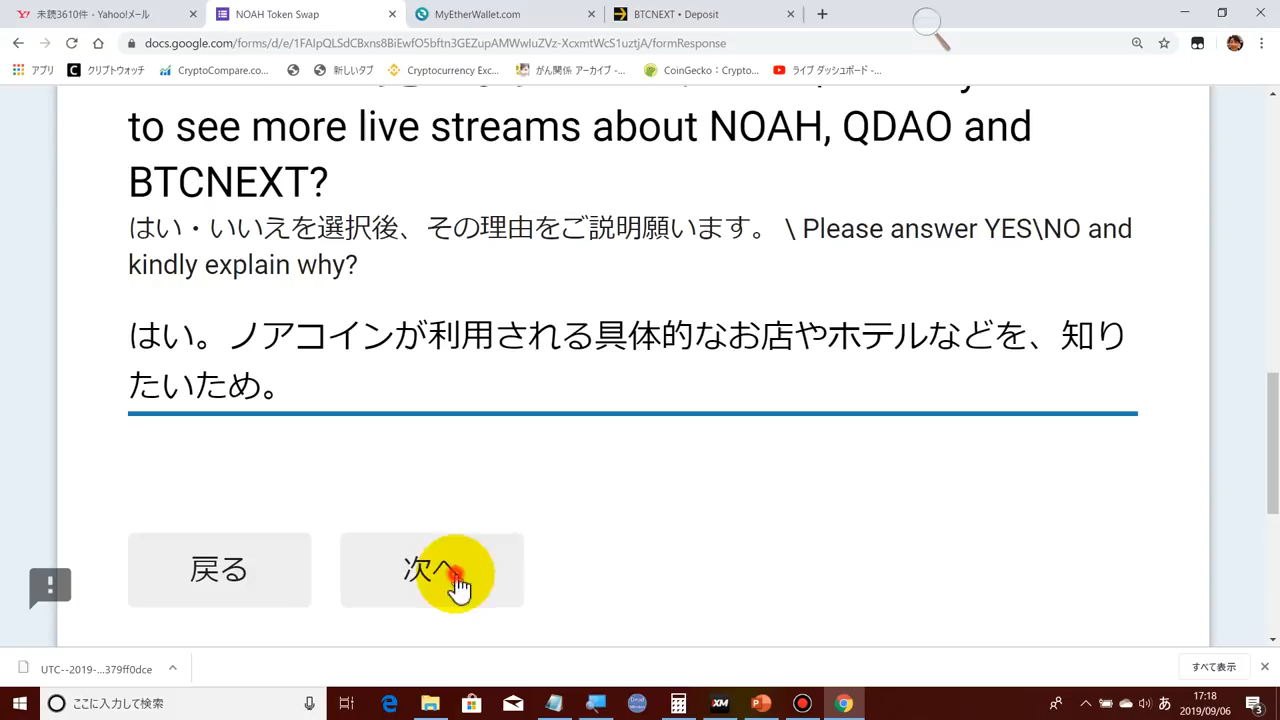 未読3610件 - Yahoo!メール
NOAH Token Swap
MyEtherWallet.com
BTCNEXT • Deposit
docs.google.com/forms/d/e/1FAIpQLSdCBxns8BiEwfO5bftn3GEZupAMWwIuZVz-XcxmtWcS1uztjA/formResponse
アプリ
クリプトウォッチ
CryptoCompare.co...
新しいタブ
Cryptocurrency Exc...
がん関係 アーカイブ - ...
CoinGecko：Crypto...
ライブ ダッシュボード - ...
to see more live streams about NOAH, QDAO and
BTCNEXT?
はい・いいえを選択後、その理由をご説明願います。 \ Please answer YES\NO and
kindly explain why?
はい。ノアコインが利用される具体的なお店やホテルなどを、知り
たいため。
戻る
次へ
UTC--2019-...379ff0dce
すべて表示
ここに入力して検索
XM
あ
17:18
2019/09/06
3